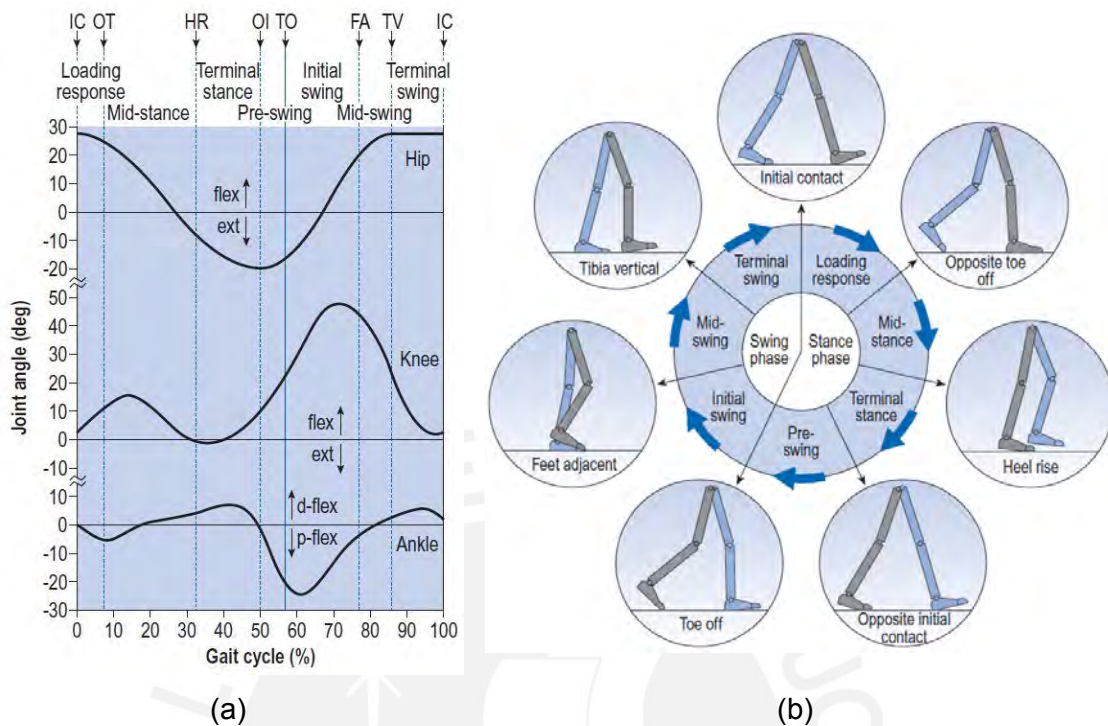 IC OT HR OI TO FA TV IC
Loading response
Mid-stance
Terminal stance
Pre-swing
Initial swing
Mid-swing
Terminal swing
30
20
10
0
-10
-20
Hip
flex
ext
50
40
30
20
10
0
-10
Knee
flex
ext
10
0
-10
-20
-30
d-flex
p-flex
Ankle
Joint angle (deg)
0 10 20 30 40 50 60 70 80 90 100
Gait cycle (%)
(a)
Initial contact
Opposite toe
off
Heel rise
Opposite initial
contact
Toe off
Feet adjacent
Tibia vertical
Loading
response
Mid-
stance
Terminal
stance
Pre-
swing
Initial
swing
Mid-
swing
Terminal
swing
Swing
phase
Stance
phase
(b)